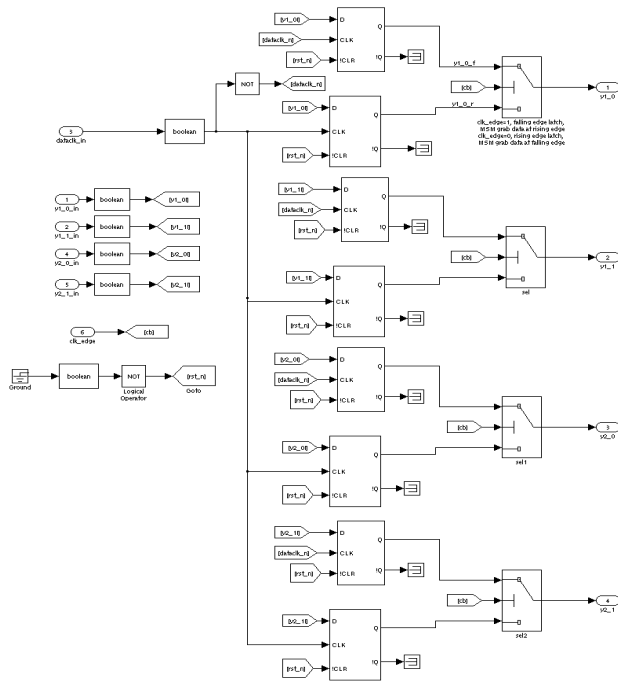 [y1_0i]
D
Q
[dataclk_n]
CLK
[rst_n]
!CLR
!Q
y1_0_f
[cb]
1
y1_0
NOT
[dataclk_n]
3
dataclk_in
boolean
[y1_0i]
D
Q
CLK
[rst_n]
!CLR
!Q
y1_0_r
clk_edge=1, falling edge latch,
MSM grab data at rising edge
clk_edge=0, rising edge latch,
MSM grab data at falling edge
1
y1_0_in
boolean
[y1_0i]
2
y1_1_in
boolean
[y1_1i]
4
y2_0_in
boolean
[y2_0i]
5
y2_1_in
boolean
[y2_1i]
[y1_1i]
D
Q
[dataclk_n]
CLK
[rst_n]
!CLR
!Q
[cb]
sel
2
y1_1
[y1_1i]
D
Q
CLK
[rst_n]
!CLR
!Q
6
clk_edge
[cb]
Ground
boolean
NOT
Logical
Operator
[rst_n]
Goto
[y2_0i]
D
Q
[dataclk_n]
CLK
[rst_n]
!CLR
!Q
[cb]
sel1
3
y2_0
[y2_0i]
D
Q
CLK
[rst_n]
!CLR
!Q
[y2_1i]
D
Q
[dataclk_n]
CLK
[rst_n]
!CLR
!Q
[cb]
sel2
4
y2_1
[y2_1i]
D
Q
CLK
[rst_n]
!CLR
!Q